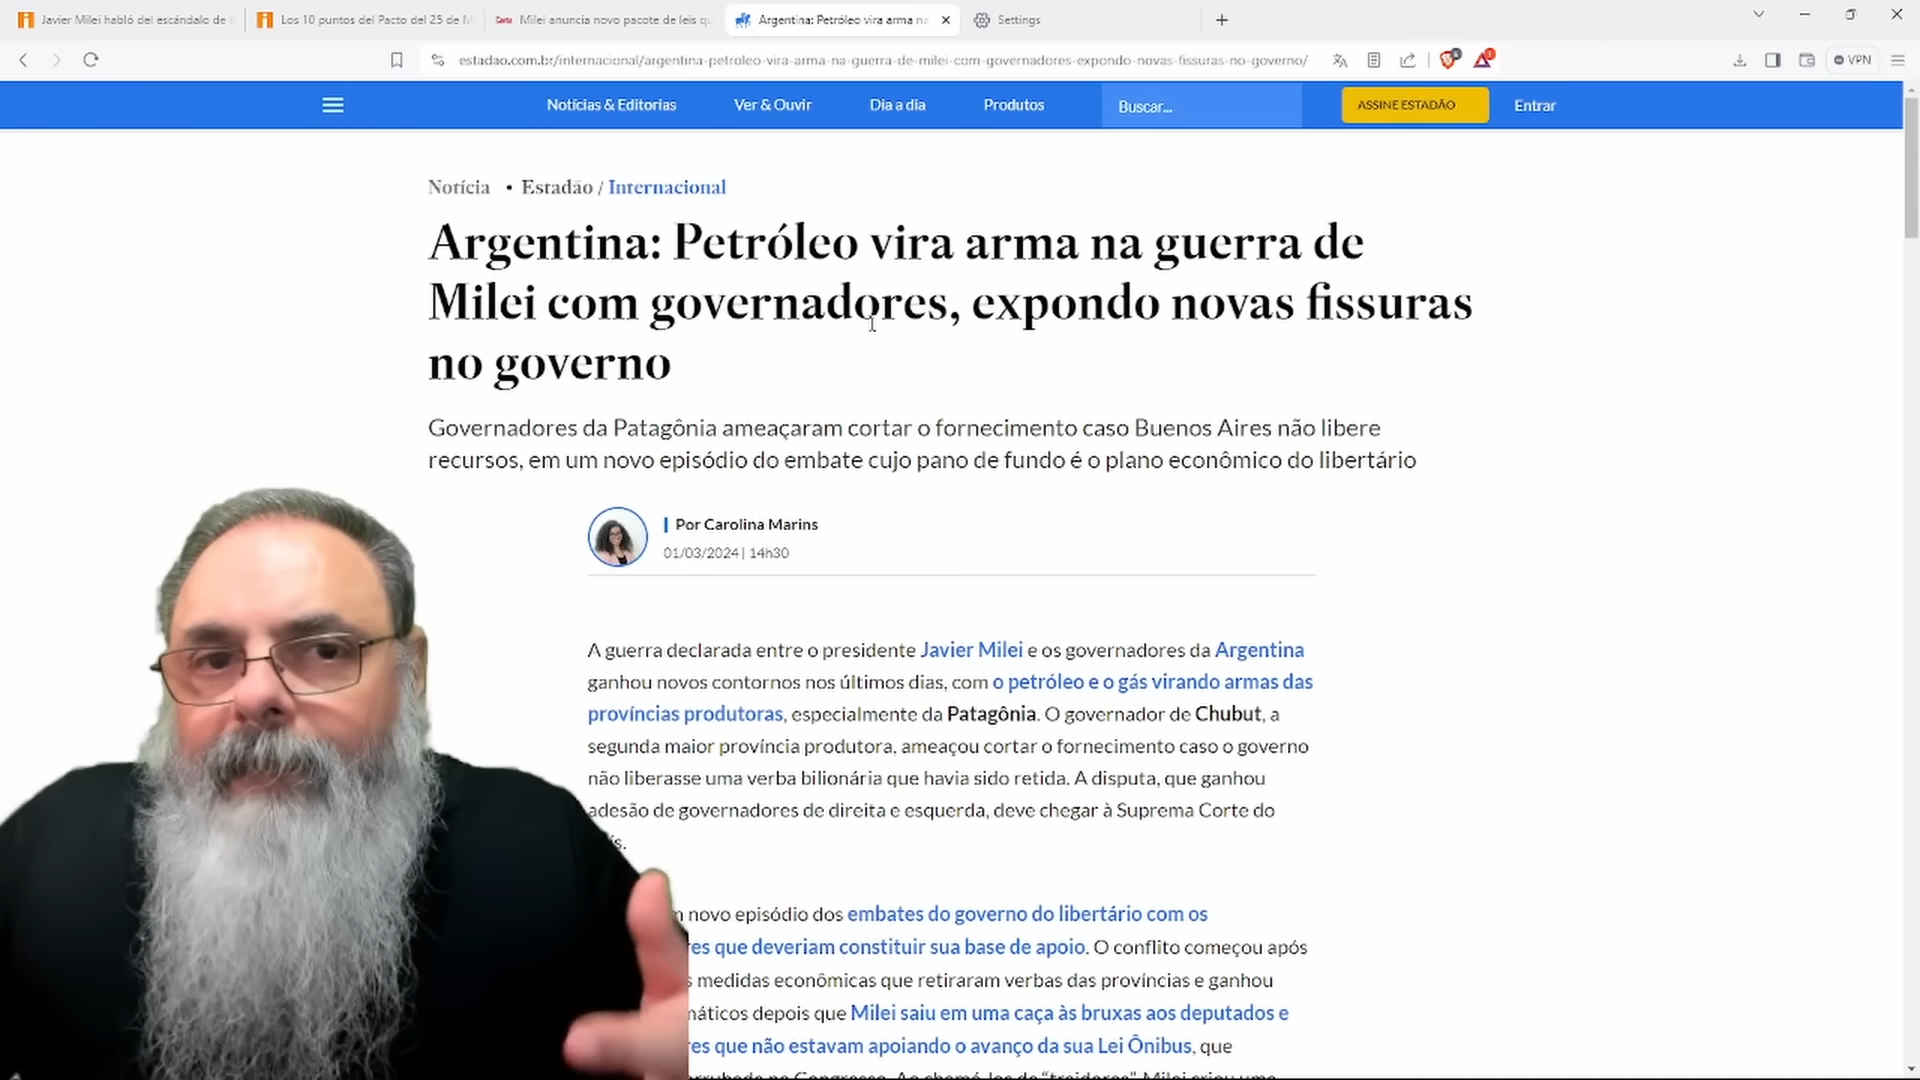 Javier Milei habló del escándalo de
Los 10 puntos del Pacto del 25 de M
Milei anuncia novo pacote de leis
Argentina: Petróleo vira arma na
Settings
estadao.com.br/internacional/argentina-petroleo-vira-arma-na-guerra-de-milei-com-governadores-expondo-novas-fissuras-no-governo/
VPN
Notícias & Editorias
Ver & Ouvir
Dia a dia
Produtos
Buscar...
ASSINE ESTADÃO
Entrar
Notícia • Estadão / Internacional
Argentina: Petróleo vira arma na guerra de
Milei com governadores, expondo novas fissuras
no governo
Governadores da Patagônia ameaçaram cortar o fornecimento caso Buenos Aires não libere
recursos, em um novo episódio do embate cujo pano de fundo é o plano econômico do libertário
Por Carolina Marins
01/03/2024 | 14h30
A guerra declarada entre o presidente Javier Milei e os governadores da Argentina
ganhou novos contornos nos últimos dias, com o petróleo e o gás virando armas das
províncias produtoras, especialmente da Patagônia. O governador de Chubut, a
segunda maior província produtora, ameaçou cortar o fornecimento caso o governo
não liberasse uma verba bilionária que havia sido retida. A disputa, que ganhou
adesão de governadores de direita e esquerda, deve chegar à Suprema Corte do
novo episódio dos embates do governo do libertário com os
que deveriam constituir sua base de apoio. O conflito começou após
medidas econômicas que retiraram verbas das províncias e ganhou
depois que Milei saiu em uma caça às bruxas aos deputados e
que não estavam apoiando o avanço da sua Lei Ônibus, que